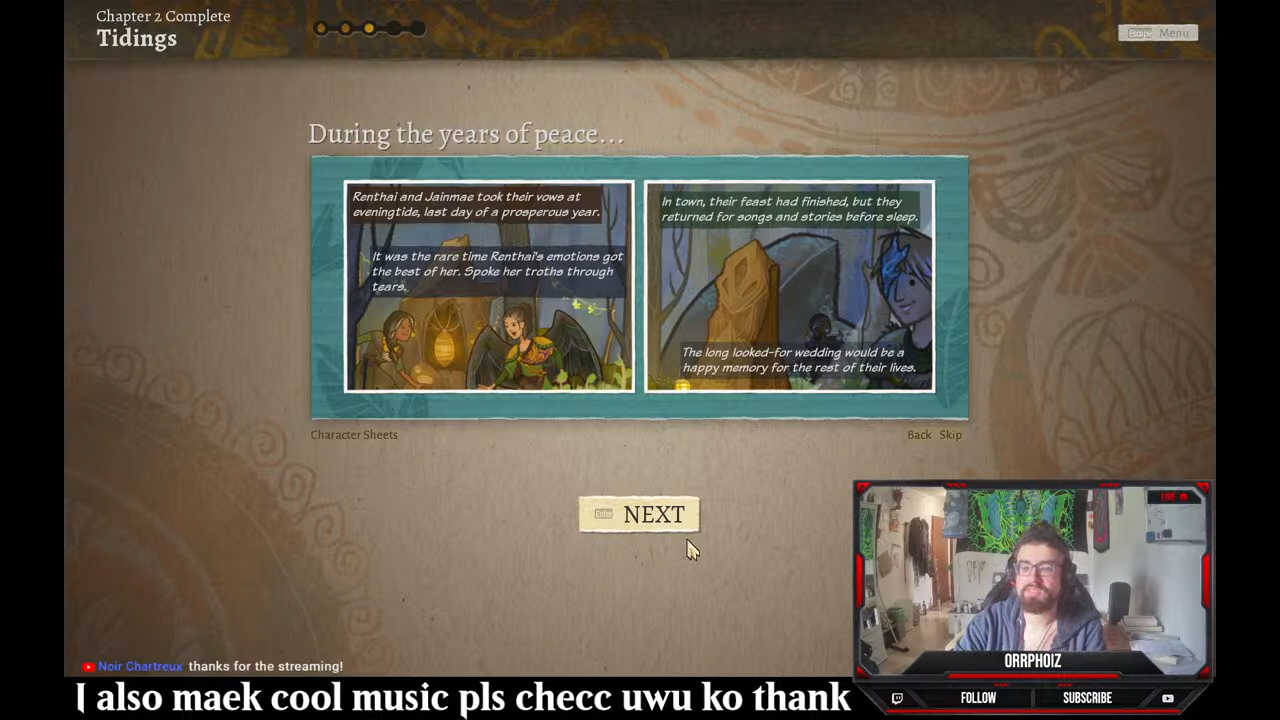 Chapter 2 Complete
Tidings
Escape Menu
During the years of peace...
Renthai and Jainmae took their vows at
eveningtide, last day of a prosperous year.
It was the rare time Renthai's emotions got
the best of her. Spoke her troths through
tears.
In town, their feast had finished, but they
returned for songs and stories before sleep.
The long looked-for wedding would be a
happy memory for the rest of their lives.
Character Sheets
Back Skip
Enter NEXT
LIVE
ORRPHOIZ
FOLLOW
SUBSCRIBE
Noir Chartreux thanks for the streaming!
I also maek cool music pls checc uwu ko thank